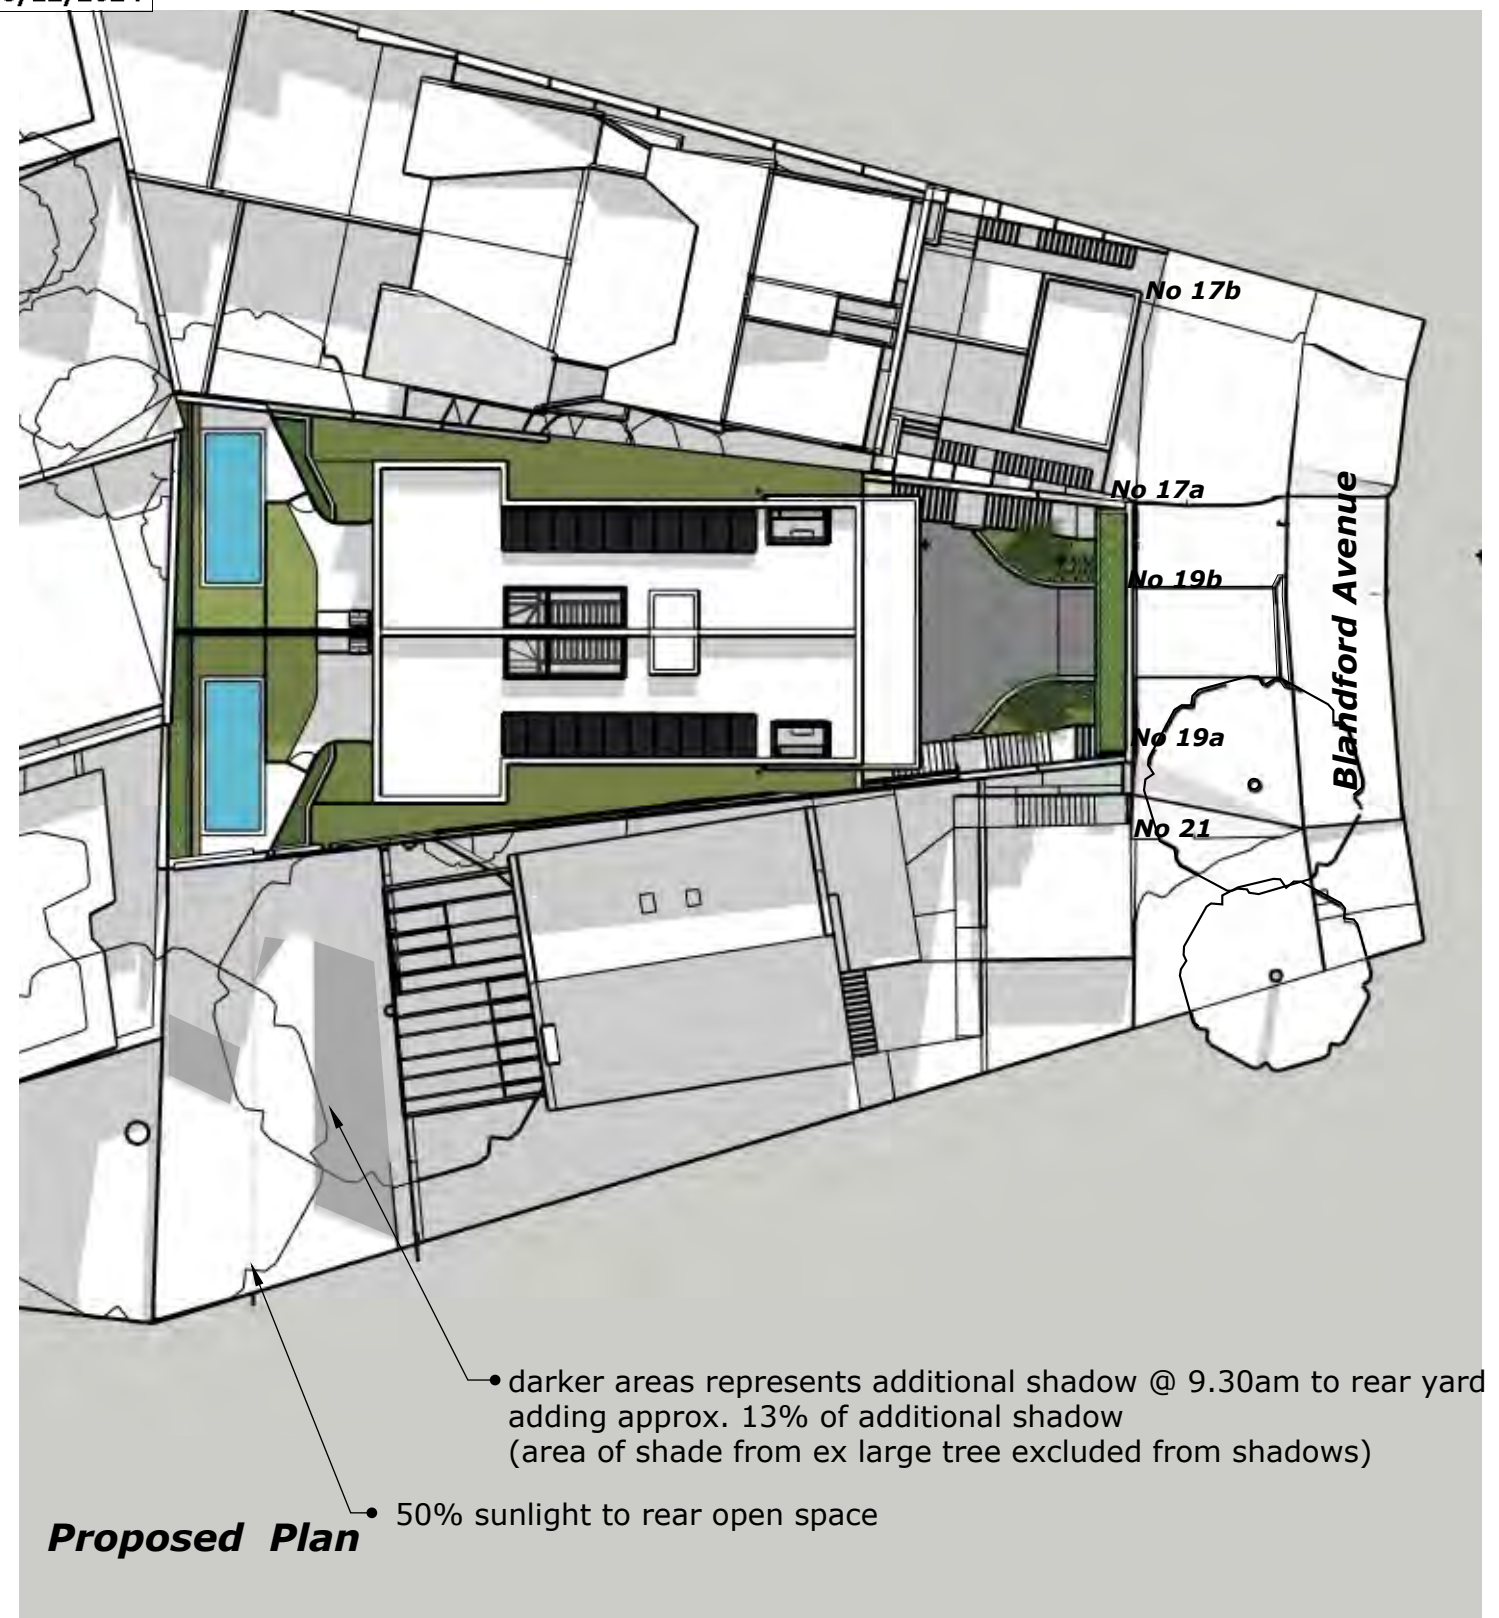 No 17b
No 17a
No 19b
Blandford Avenue
No 19a
No 21
darker areas represents additional shadow @ 9.30am to rear yard
adding approx. 13% of additional shadow
(area of shade from ex large tree excluded from shadows)
50% sunlight to rear open space
Proposed Plan